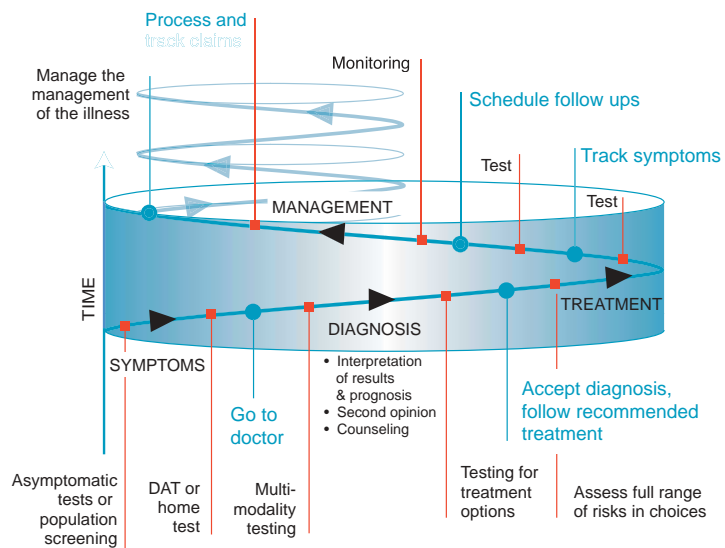 Process and
track claims
Manage the
management
of the illness
Monitoring
Schedule follow ups
Test
Track symptoms
Test
MANAGEMENT
TIME
TREATMENT
DIAGNOSIS
SYMPTOMS
• Interpretation
of results
& prognosis
• Second opinion
• Counseling
Go to
doctor
Accept diagnosis,
follow recommended
treatment
Asymptomatic
tests or
population
screening
DAT or
home
test
Multi-
modality
testing
Testing for
treatment
options
Assess full range
of risks in choices